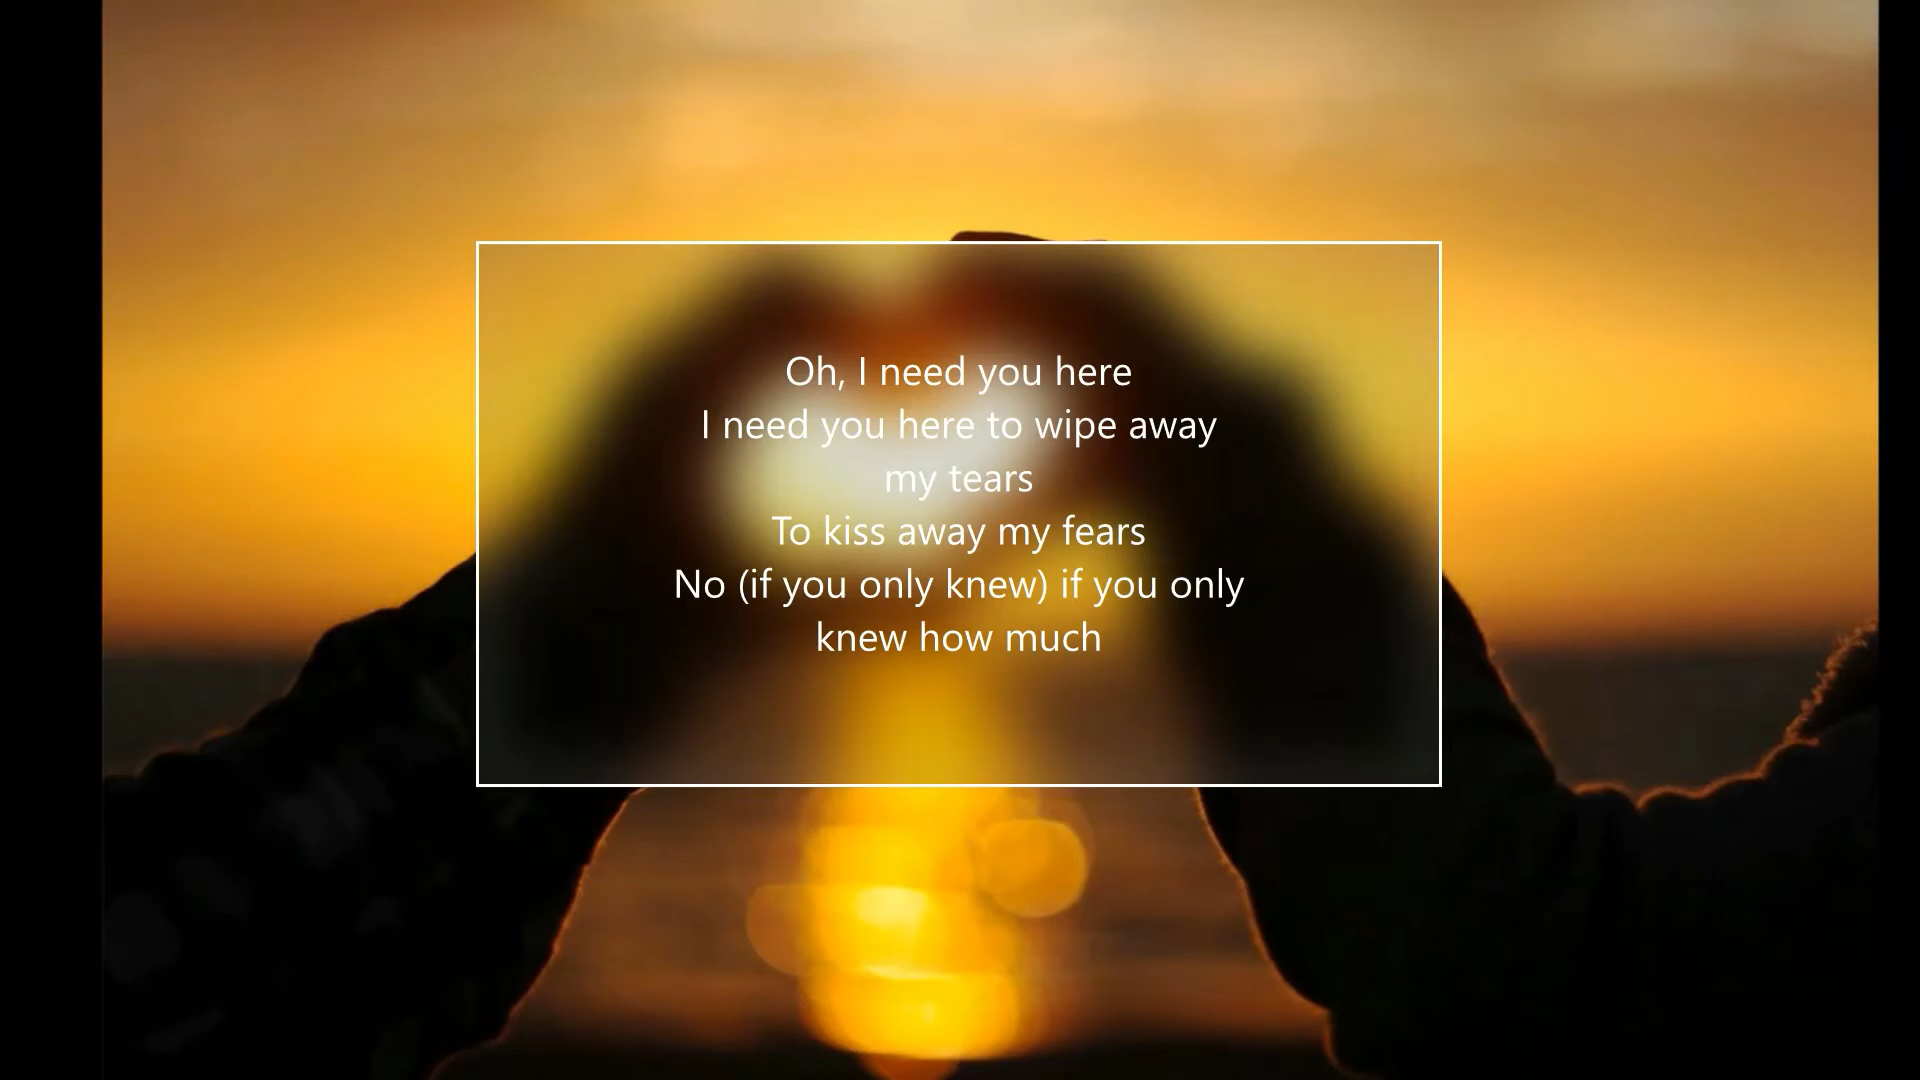 Oh, I need you here
I need you here to wipe away
my tears
To kiss away my fears
No (if you only knew) if you only
knew how much